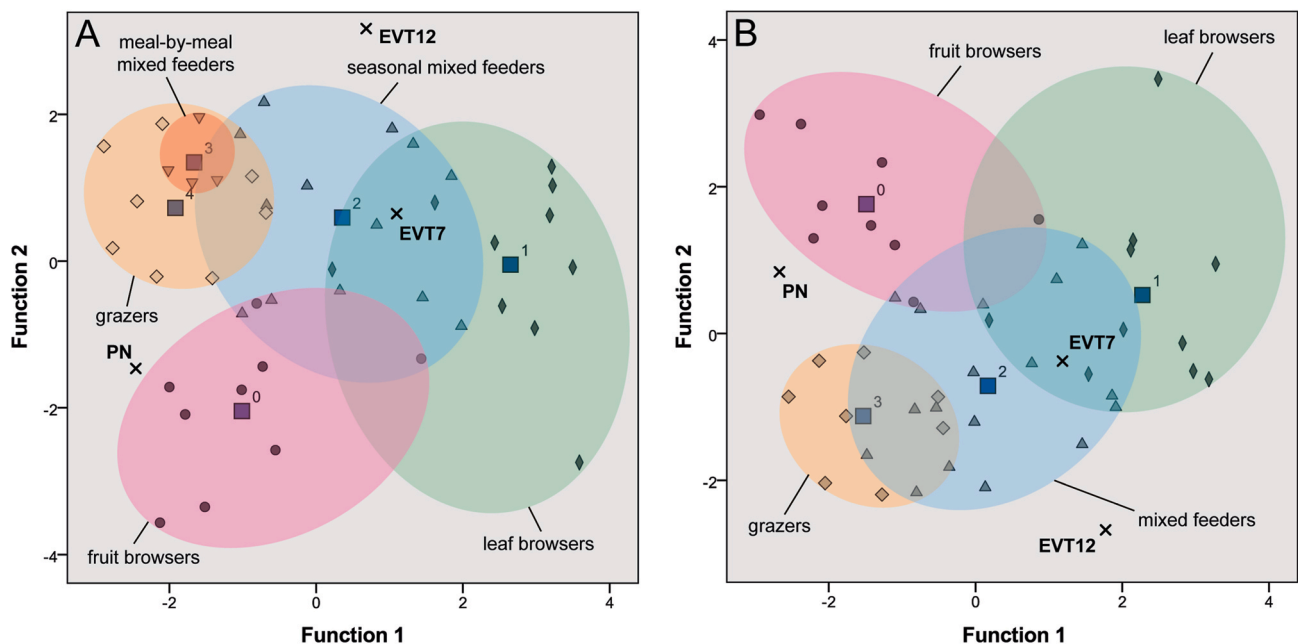 A
EVT12
meal-by-meal
mixed feeders
seasonal mixed feeders
2
3
4
2
EVT7
1
0
grazers
PN
0
-2
-4
fruit browsers
leaf browsers
-2
0
2
4
Function 1
Function 2
B
4
leaf browsers
fruit browsers
2
0
PN
1
0
EVT7
2
3
-2
grazers
mixed feeders
EVT12
-2
0
2
4
Function 1
Function 2